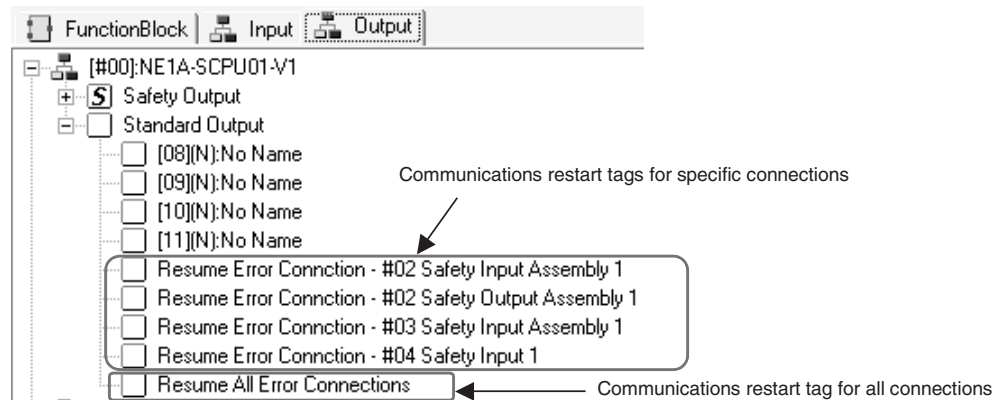 FunctionBlock Input Output
[#00]:NE1A-SCPU01-V1
S Safety Output
Standard Output
[08](N):No Name
[09](N):No Name
Communications restart tags for specific connections
[10](N):No Name
[11](N):No Name
Resume Error Connction - #02 Safety Input Assembly 1
Resume Error Connction - #02 Safety Output Assembly 1
Resume Error Connction - #03 Safety Input Assembly 1
Resume Error Connction - #04 Safety Input 1
Resume All Error Connections
Communications restart tag for all connections